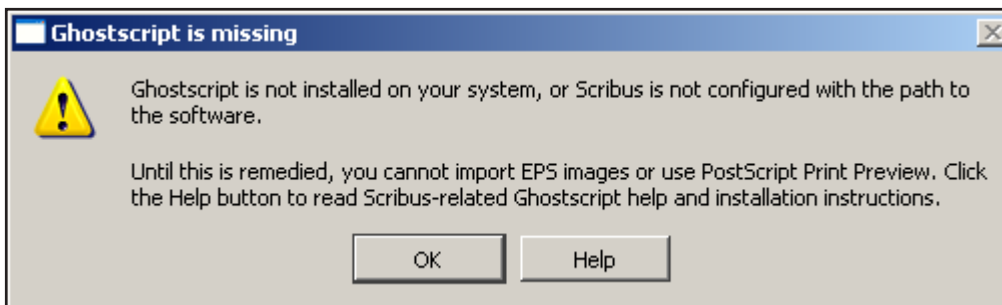 Ghostscript is missing
Ghostscript is not installed on your system, or Scribus is not configured with the path to
the software.
Until this is remedied, you cannot import EPS images or use PostScript Print Preview. Click
the Help button to read Scribus-related Ghostscript help and installation instructions.
OK
Help